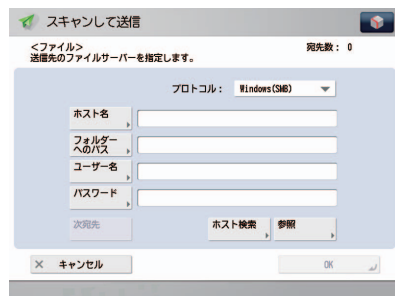 スキャンして送信
<ファイル>
送信先のファイルサーバーを指定します。
宛先数: 0
プロトコル: Windows(SMB)
ホスト名
フォルダー
へのパス
ユーザー名
パスワード
次宛先
ホスト検索
参照
× キャンセル
OK